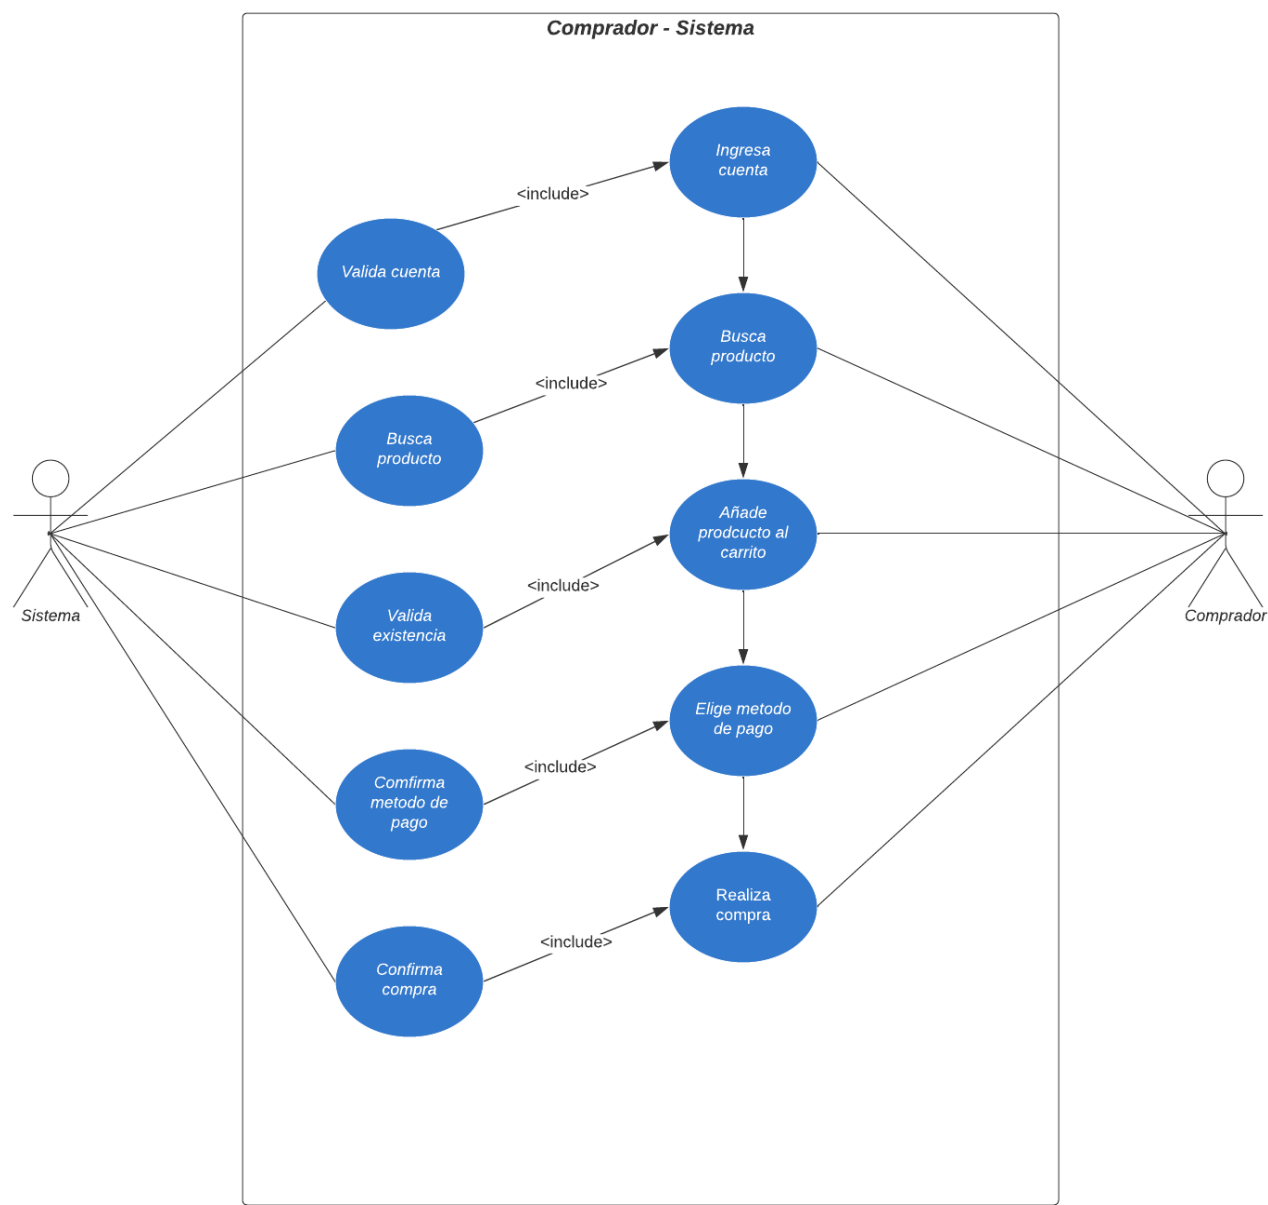 Comprador - Sistema
Ingresa
cuenta
<include>
Valida cuenta
Busca
producto
<include>
Busca
producto
Añade
prodcucto al
carrito
<include>
Valida
existencia
Sistema
Comprador
Elige metodo
de pago
<include>
Comfirma
metodo de
pago
Realiza
compra
<include>
Confirma
compra